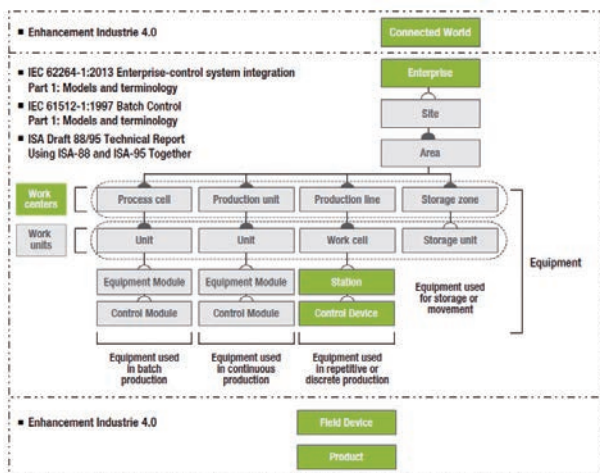 ▪ Enhancement Industrie 4.0
Connected World
▪ IEC 62264-1:2013 Enterprise-control system integration
Part 1: Models and terminology
▪ IEC 61512-1:1997 Batch Control
Part 1: Models and terminology
▪ ISA Draft 88/95 Technical Report
Using ISA-88 and ISA-95 Together
Enterprise
Site
Area
Work
centers
Process cell
Production unit
Production line
Storage zone
Work
units
Unit
Unit
Work cell
Storage unit
Equipment Module
Equipment Module
Station
Equipment used
for storage or
movement
Equipment
Control Module
Control Module
Control Device
Equipment used
in batch
production
Equipment used
in continuous
production
Equipment used
in repetitive or
discrete production
▪ Enhancement Industrie 4.0
Field Device
Product